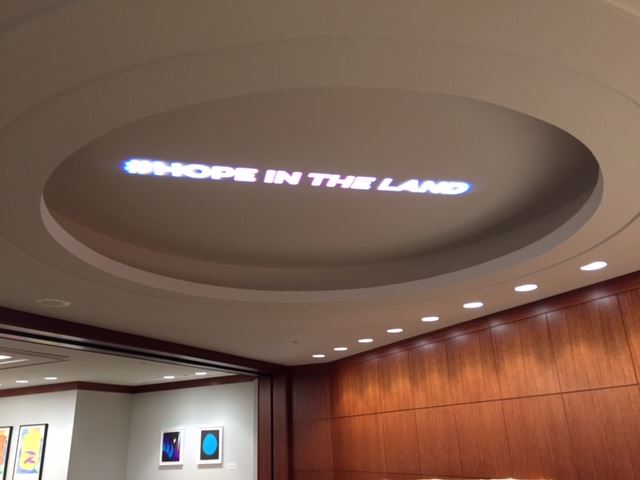 #HOPE IN THE LAND